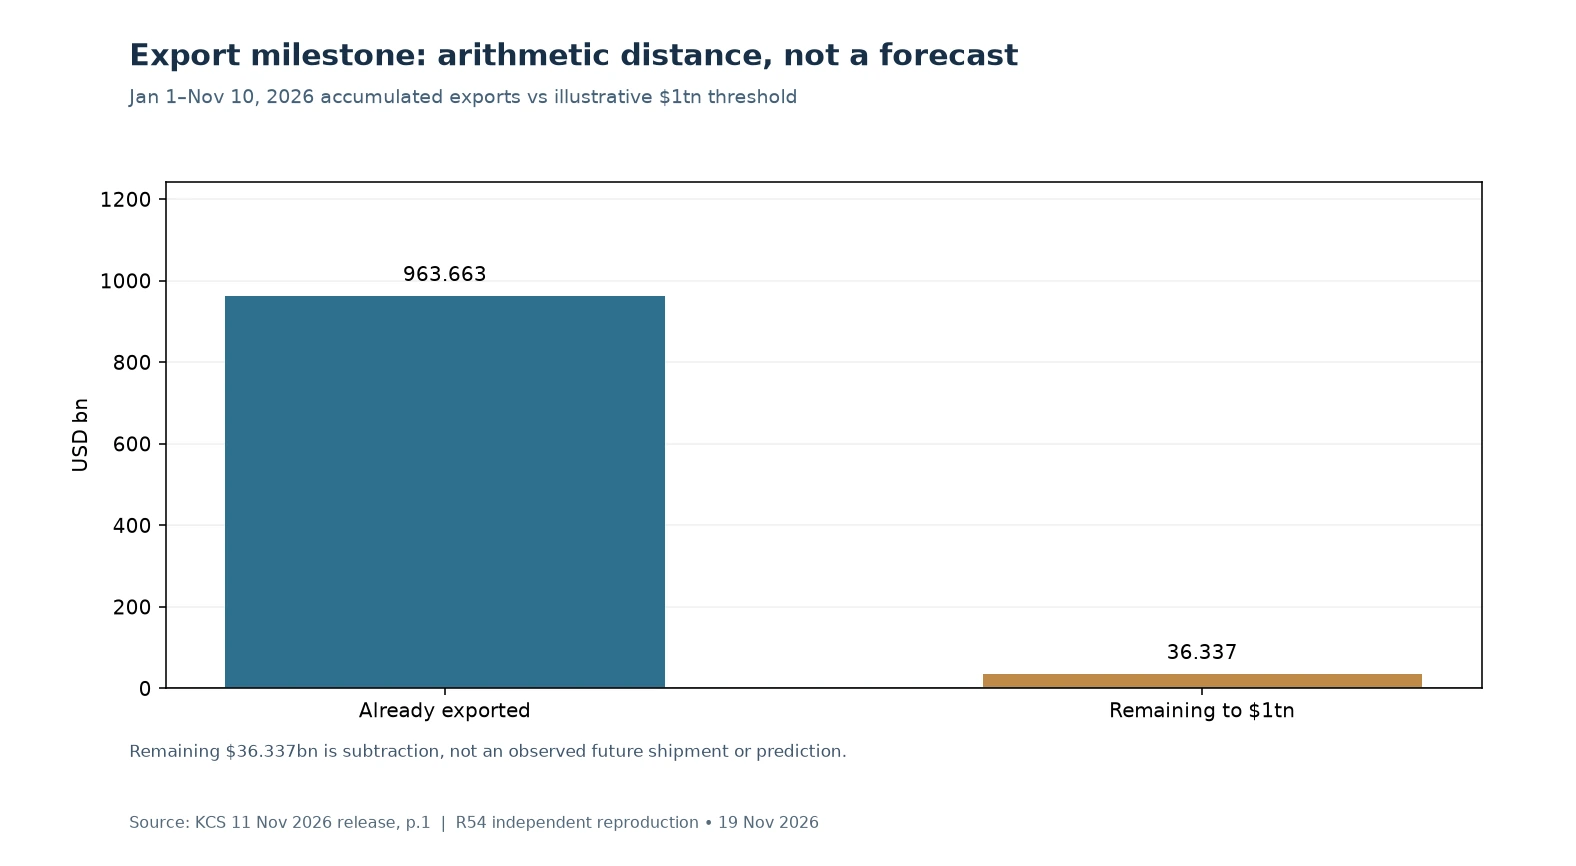 Export milestone: arithmetic distance, not a forecast
Jan 1–Nov 10, 2026 accumulated exports vs illustrative $1tn threshold
1200
1000
800
600
400
200
0
USD bn
963.663
36.337
Already exported
Remaining to $1tn
Remaining $36.337bn is subtraction, not an observed future shipment or prediction.
Source: KCS 11 Nov 2026 release, p.1 | R54 independent reproduction • 19 Nov 2026